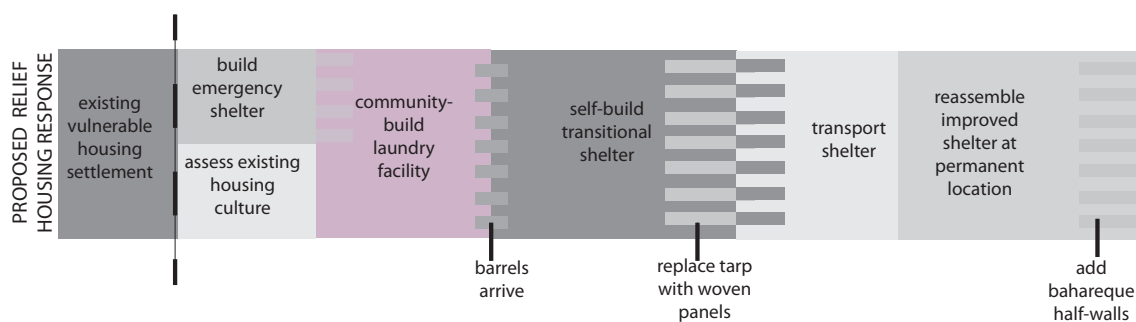 PROPOSED RELIEF
HOUSING RESPONSE
existing
vulnerable
housing
settlement
build
emergency
shelter
assess existing
housing
culture
community-
build
laundry
facility
barrels
arrive
self-build
transitional
shelter
replace tarp
with woven
panels
transport
shelter
reassemble
improved
shelter at
permanent
location
add
bahareque
half-walls